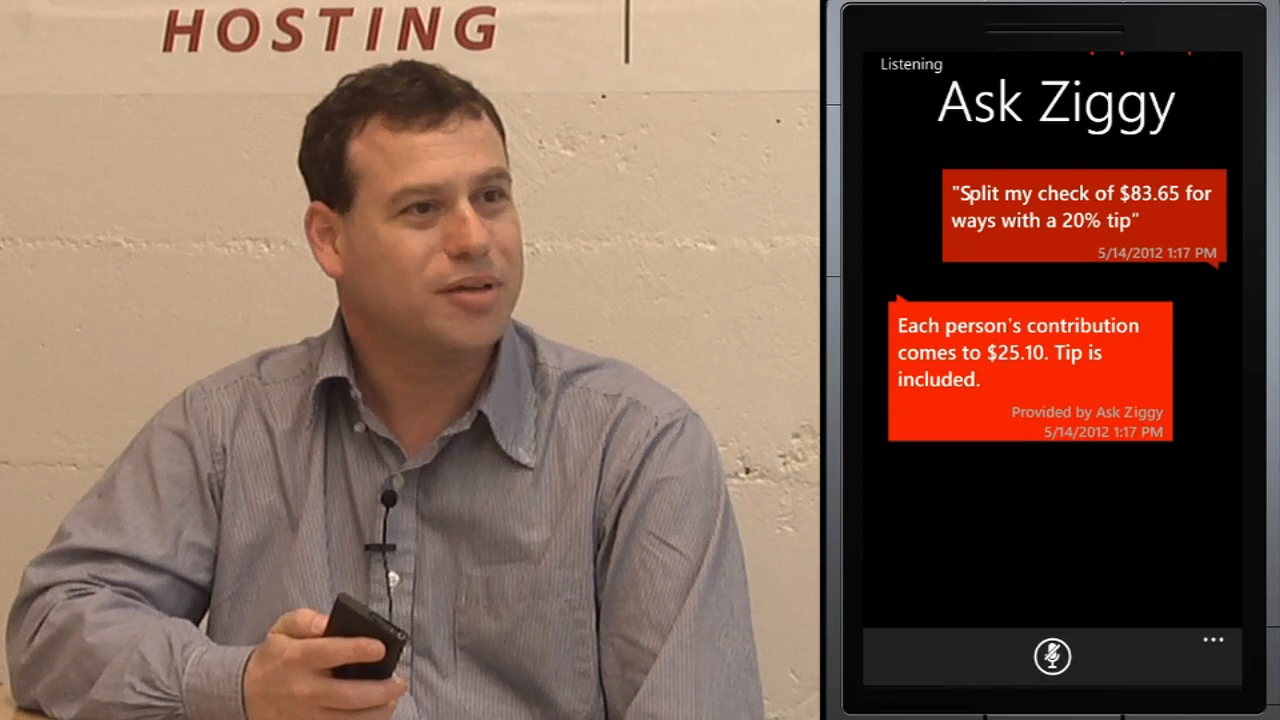 HOSTING
Listening
Ask Ziggy
"Split my check of $83.65 for
ways with a 20% tip"
5/14/2012 1:17 PM
Each person's contribution
comes to $25.10. Tip is
included.
Provided by Ask Ziggy
5/14/2012 1:17 PM